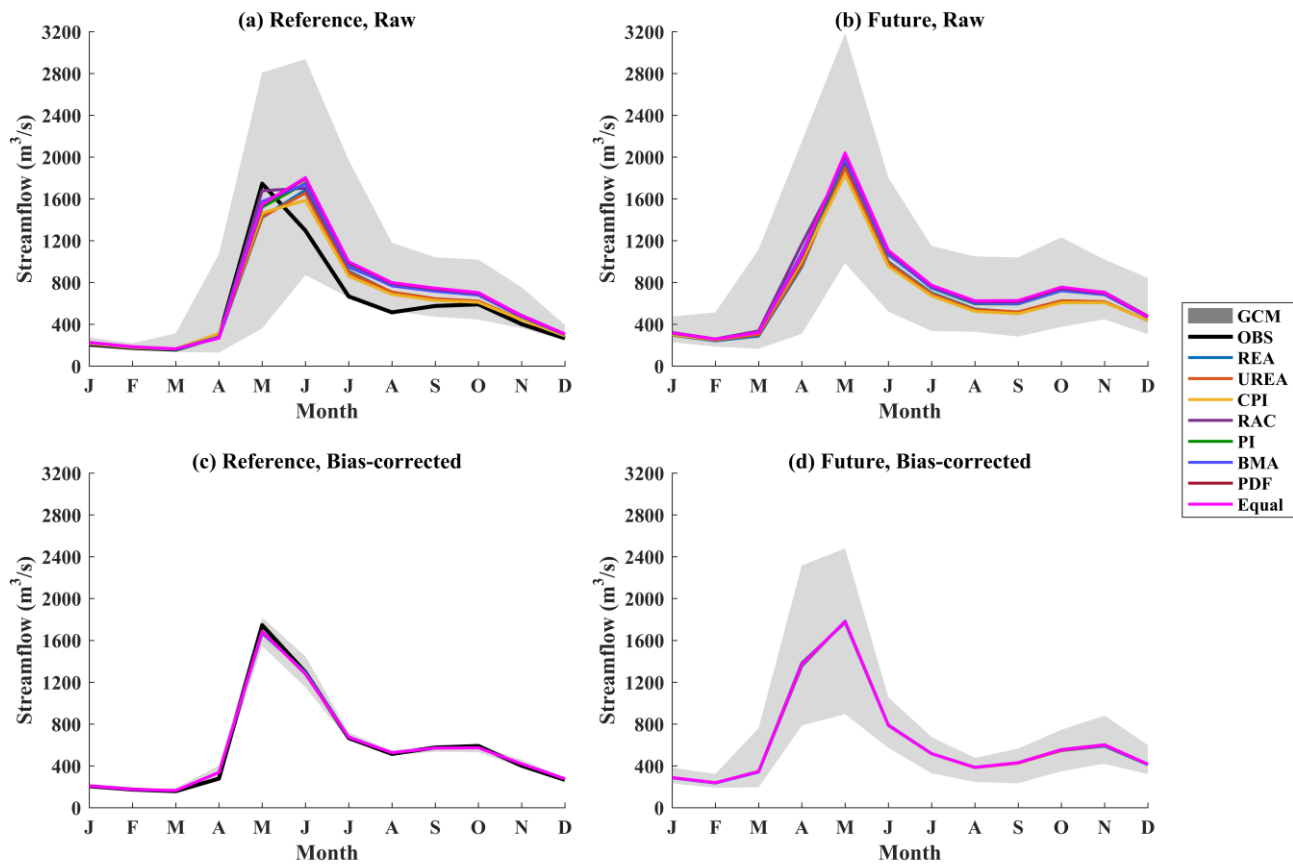 (a) Reference, Raw
3200
2800
2400
2000
1600
1200
800
400
0
Streamflow (m³/s)
J F M A M J J A S O N D
Month
(b) Future, Raw
3200
2800
2400
2000
1600
1200
800
400
0
Streamflow (m³/s)
J F M A M J J A S O N D
Month
GCM
OBS
REA
UREA
CPI
RAC
PI
BMA
PDF
Equal
(c) Reference, Bias-corrected
3200
2800
2400
2000
1600
1200
800
400
0
Streamflow (m³/s)
J F M A M J J A S O N D
Month
(d) Future, Bias-corrected
3200
2800
2400
2000
1600
1200
800
400
0
Streamflow (m³/s)
J F M A M J J A S O N D
Month